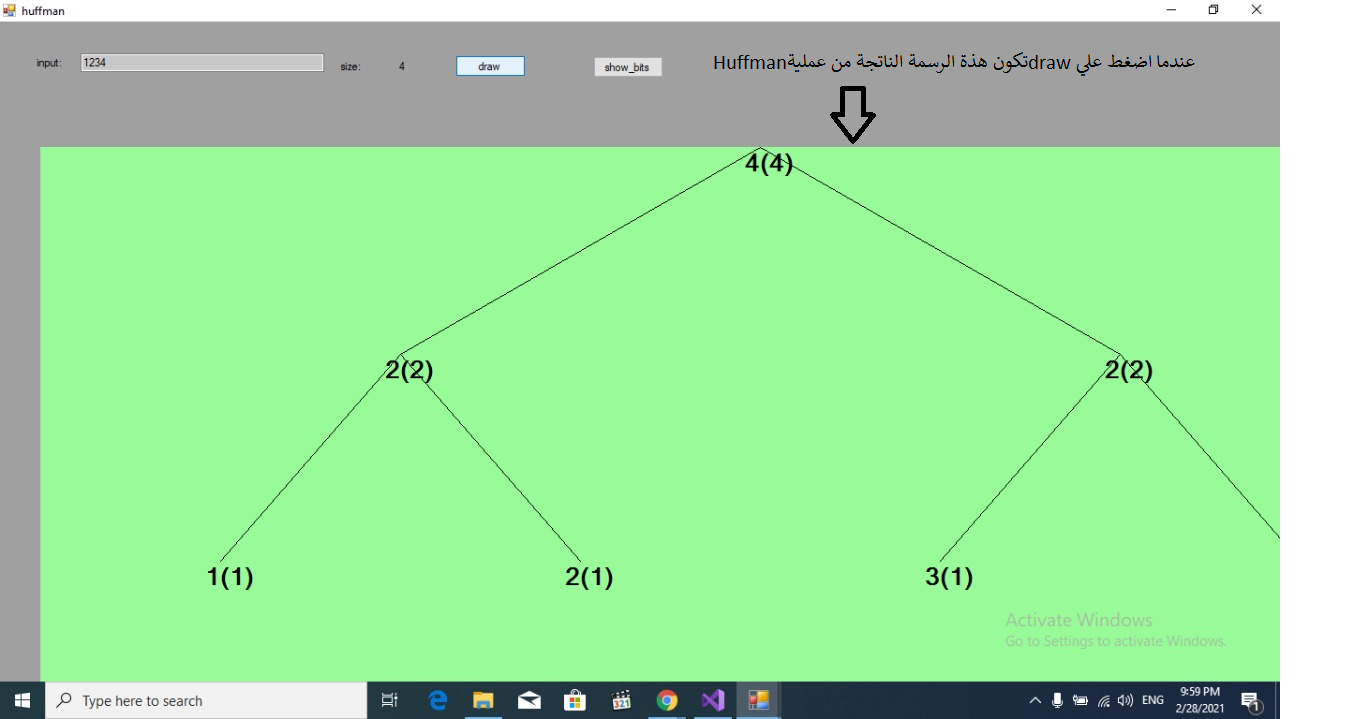 huffman
input: 1234 size: 4 draw show_bits
عندما اضغط علي drawتكون هذة الرسمة الناتجة من عمليةHuffman
4(4)
2(2) 2(2)
1(1) 2(1) 3(1)
Activate Windows
Go to Settings to activate Windows.
Type here to search
321
ENG
9:59 PM
2/28/2021
1